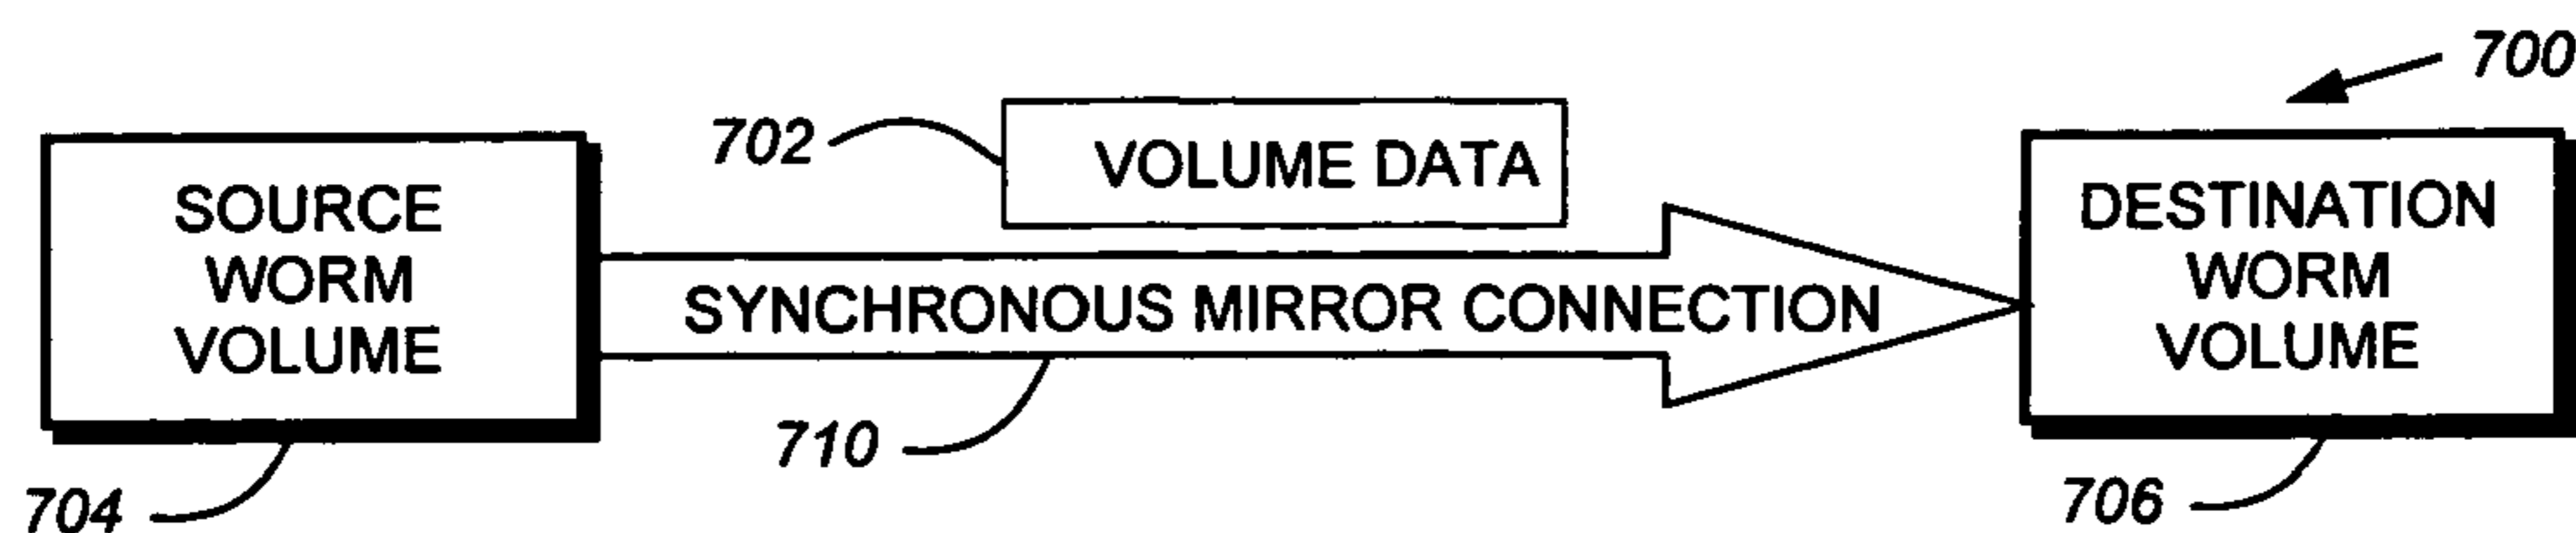 700
702
VOLUME DATA
SOURCE
WORM
VOLUME
SYNCHRONOUS MIRROR CONNECTION
DESTINATION
WORM
VOLUME
710
704
706